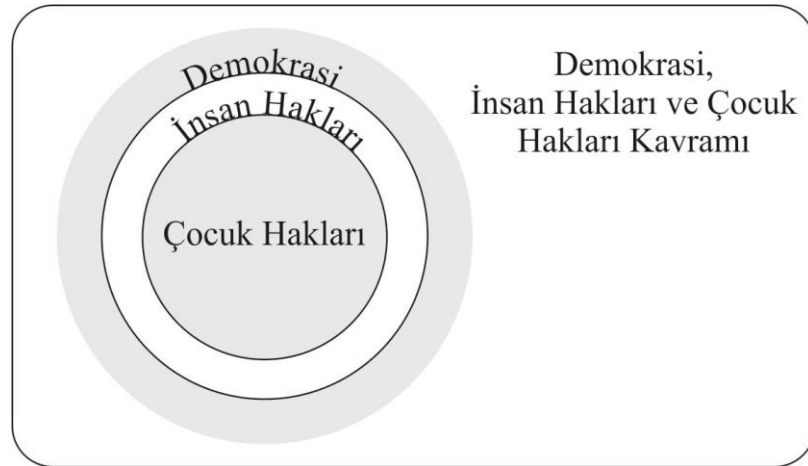 Demokrasi
İnsan Hakları
Çocuk Hakları
Demokrasi,
İnsan Hakları ve Çocuk
Hakları Kavramı